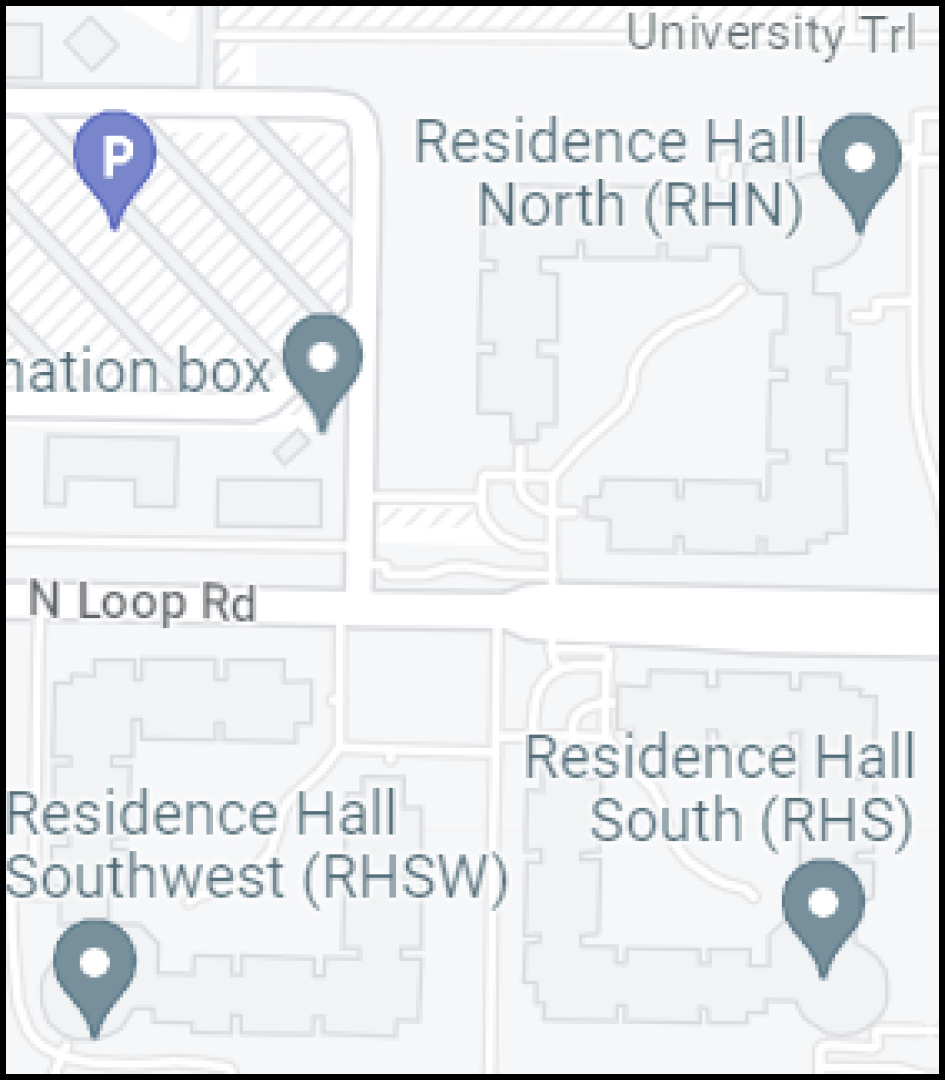 University Trl
P
Residence Hall
North (RHN)
nation box
N Loop Rd
Residence Hall
South (RHS)
Residence Hall
Southwest (RHSW)